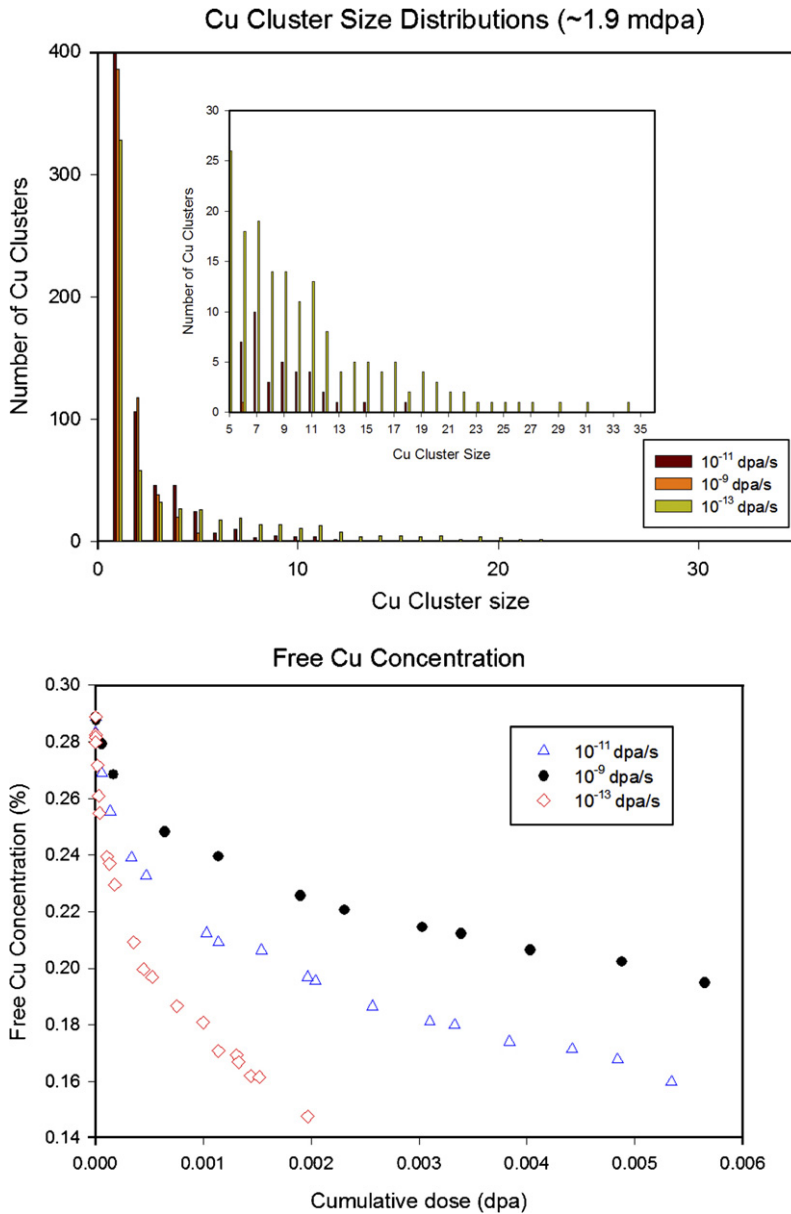 Cu Cluster Size Distributions (~1.9 mdpa)
400
300
200
100
0
Number of Cu Clusters
0 10 20 30
Cu Cluster size
30
25
20
15
10
5
0
Number of Cu Clusters
5 7 9 11 13 15 17 19 21 23 25 27 29 31 33 35
Cu Cluster Size
10⁻¹¹ dpa/s
10⁻⁹ dpa/s
10⁻¹³ dpa/s
Free Cu Concentration
0.30
0.28
0.26
0.24
0.22
0.20
0.18
0.16
0.14
Free Cu Concentration (%)
10⁻¹¹ dpa/s
10⁻⁹ dpa/s
10⁻¹³ dpa/s
0.000 0.001 0.002 0.003 0.004 0.005 0.006
Cumulative dose (dpa)